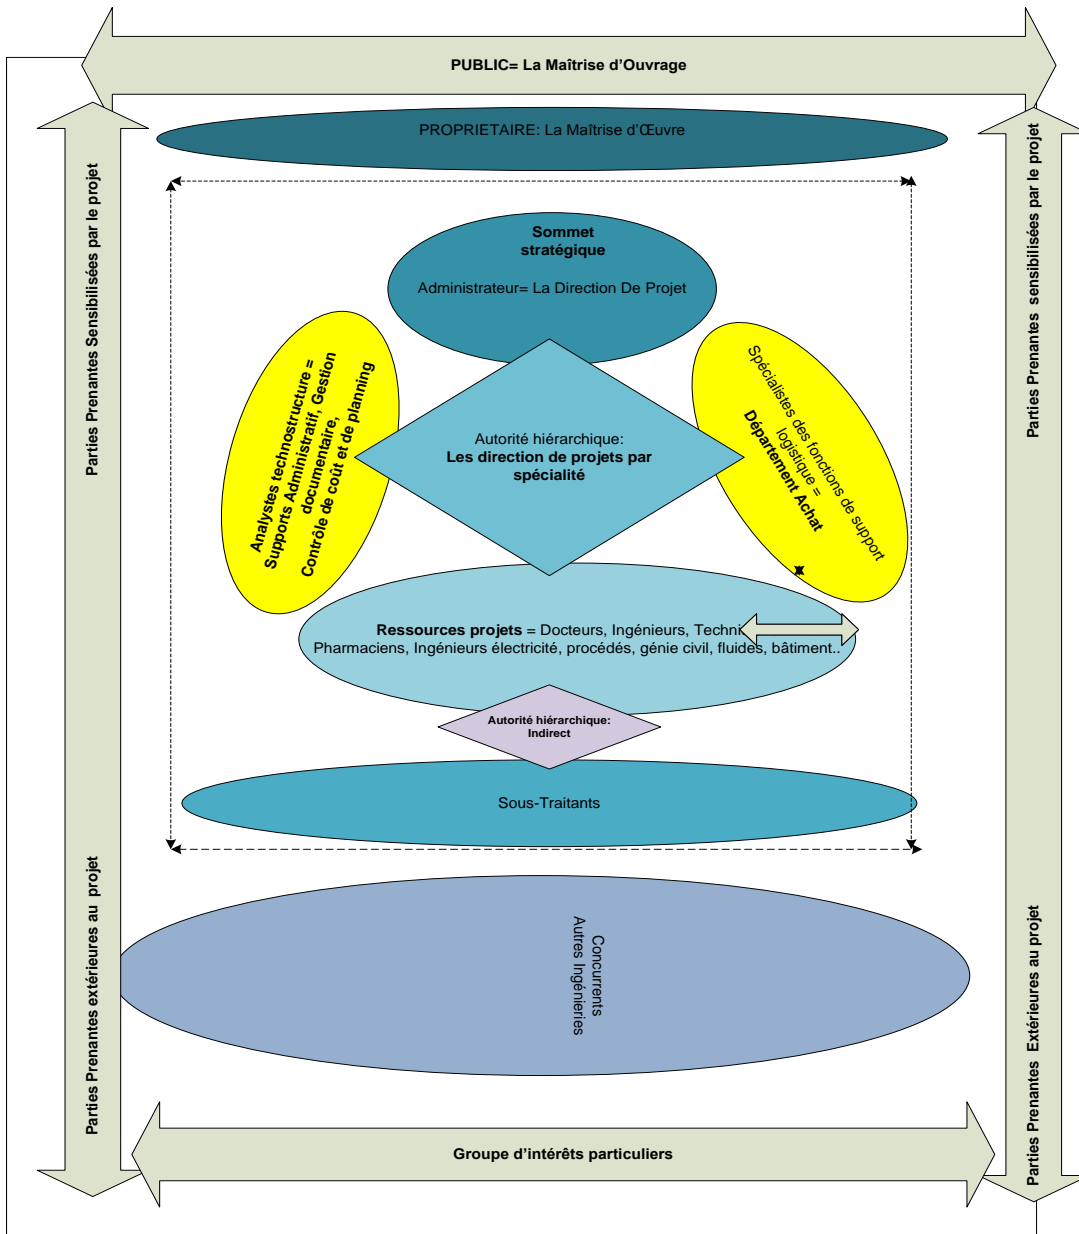 PUBLIC= La Maîtrise d'Ouvrage
PROPRIETAIRE: La Maîtrise d'Œuvre
Parties Prenantes Sensibilisées par le projet
Parties Prenantes sensibilisées par le projet
Sommet
stratégique
Administrateur= La Direction De Projet
Analystes technostructure =
Supports Administratif, Gestion
documentaire,
Contrôle de coût et de planning
Autorité hiérarchique:
Les direction de projets par
spécialité
Spécialistes des fonctions de support
logistique =
Département Achat
Ressources projets = Docteurs, Ingénieurs, Techni
Pharmaciens, Ingénieurs électricité, procédés, génie civil, fluides, bâtiment..
Autorité hiérarchique:
Indirect
Sous-Traitants
Concurrents
Autres Ingénieries
Parties Prenantes extérieures au projet
Parties Prenantes Extérieures au projet
Groupe d'intérêts particuliers